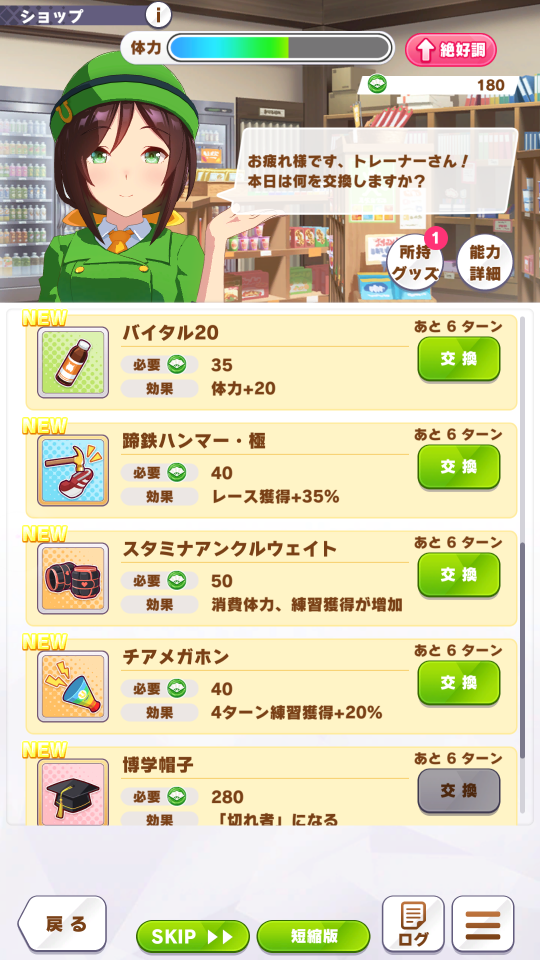 ショップ
i
体力
絶好調
180
お疲れ様です、トレーナーさん！
本日は何を交換しますか？
所持
グッズ
1
能力
詳細
NEW
バイタル20
あと 6 ターン
必要 35
交換
効果 体力+20
NEW
蹄鉄ハンマー・極
あと 6 ターン
必要 40
交換
効果 レース獲得+35%
NEW
スタミナアンクルウェイト
あと 6 ターン
必要 50
交換
効果 消費体力、練習獲得が増加
NEW
チアメガホン
あと 6 ターン
必要 40
交換
効果 4ターン練習獲得+20%
NEW
博学帽子
あと 6 ターン
必要 280
交換
効果 「切れ者」になる
戻る
SKIP
短縮版
ログ